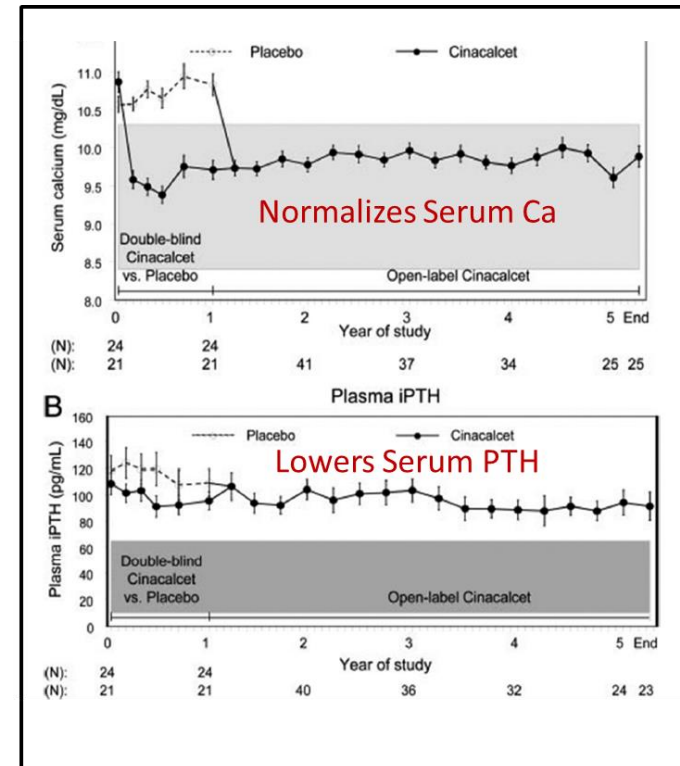 Placebo Cinacalcet
11.0
10.5
10.0
9.5
9.0
8.5
8.0
Serum calcium (mg/dL)
Normalizes Serum Ca
Double-blind
Cinacalcet
vs. Placebo
Open-label Cinacalcet
0 1 2 3 4 5 End
Year of study
(N): 24 24
(N): 21 21 41 37 34 25 25
B Plasma iPTH
160
140
120
100
80
60
40
20
0
Plasma iPTH (pg/mL)
Placebo Cinacalcet
Lowers Serum PTH
Double-blind
Cinacalcet
vs. Placebo
Open-label Cinacalcet
0 1 2 3 4 5 End
Year of study
(N): 24 24
(N): 21 21 40 36 32 24 23